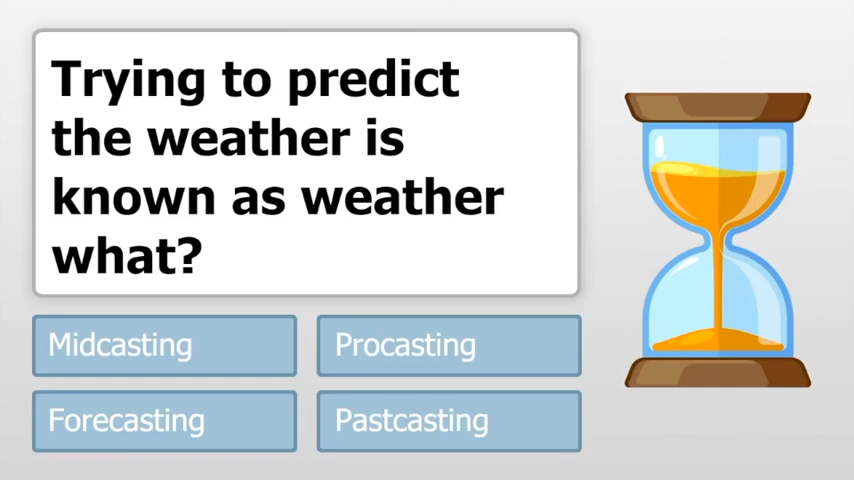 Trying to predict
the weather is
known as weather
what?
Midcasting
Procasting
Forecasting
Pastcasting